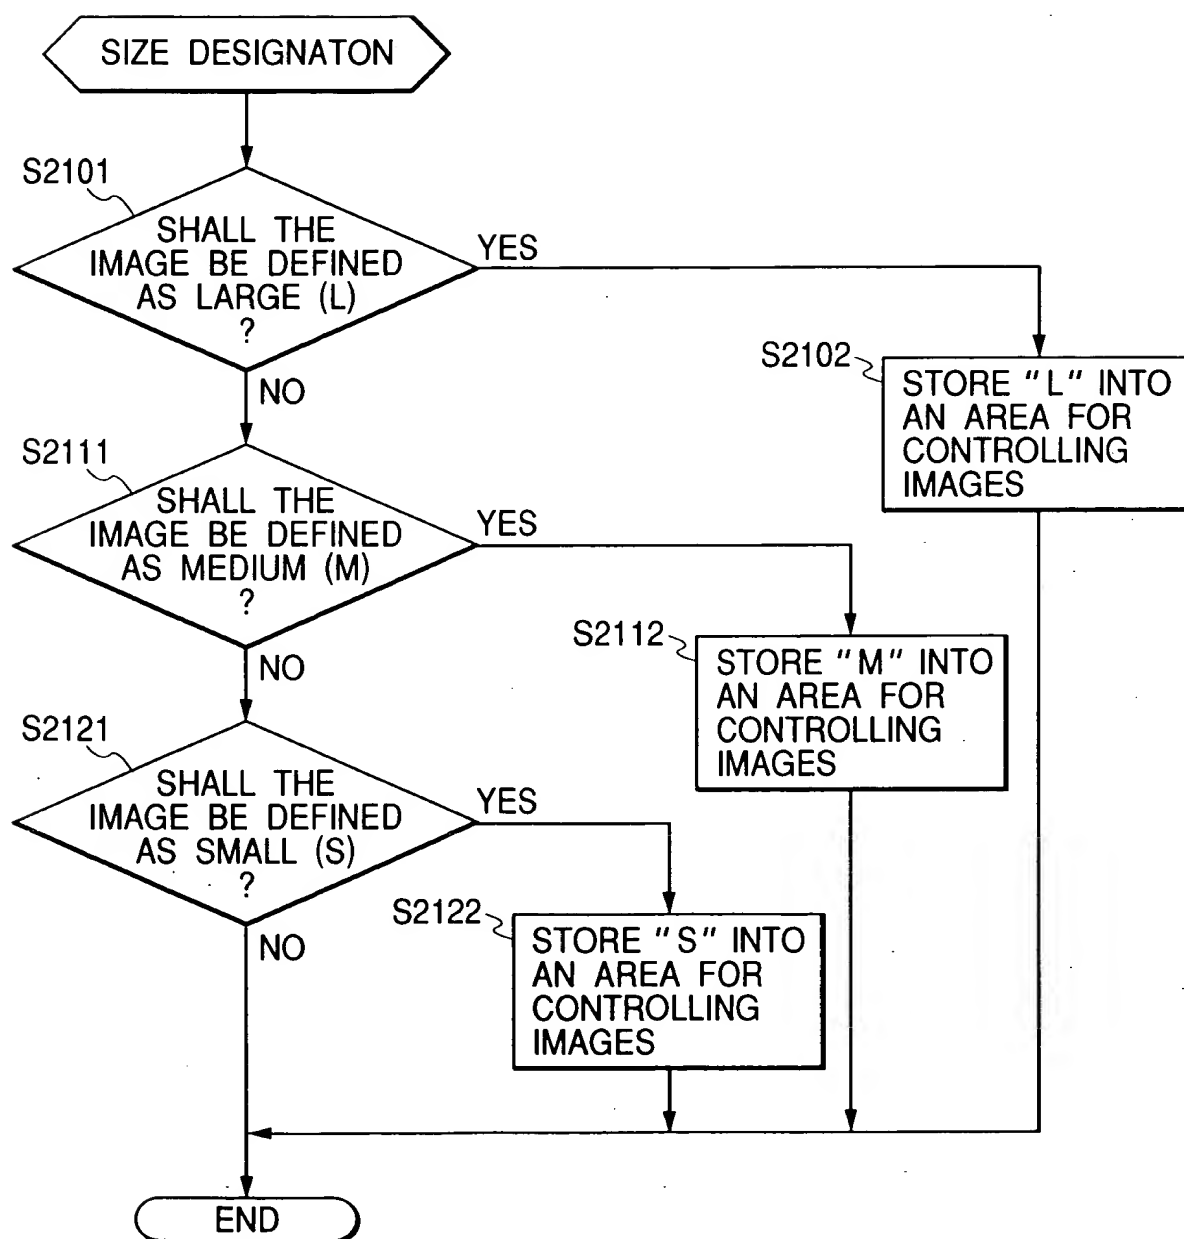 SIZE DESIGNATON
S2101
SHALL THE
IMAGE BE DEFINED
AS LARGE (L)
?
YES
NO
S2102
STORE "L" INTO
AN AREA FOR
CONTROLLING
IMAGES
S2111
SHALL THE
IMAGE BE DEFINED
AS MEDIUM (M)
?
YES
NO
S2112
STORE "M" INTO
AN AREA FOR
CONTROLLING
IMAGES
S2121
SHALL THE
IMAGE BE DEFINED
AS SMALL (S)
?
YES
NO
S2122
STORE "S" INTO
AN AREA FOR
CONTROLLING
IMAGES
END